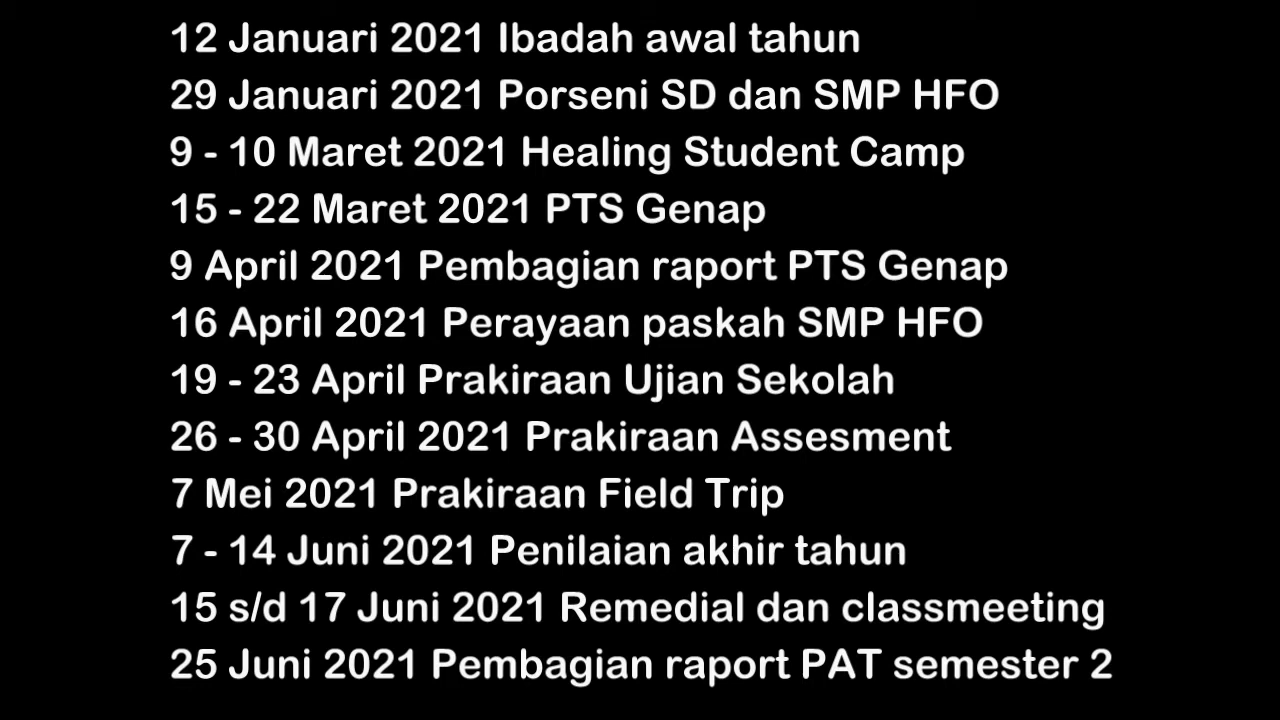 12 Januari 2021 Ibadah awal tahun
29 Januari 2021 Porseni SD dan SMP HFO
9 - 10 Maret 2021 Healing Student Camp
15 - 22 Maret 2021 PTS Genap
9 April 2021 Pembagian raport PTS Genap
16 April 2021 Perayaan paskah SMP HFO
19 - 23 April Prakiraan Ujian Sekolah
26 - 30 April 2021 Prakiraan Assesment
7 Mei 2021 Prakiraan Field Trip
7 - 14 Juni 2021 Penilaian akhir tahun
15 s/d 17 Juni 2021 Remedial dan classmeeting
25 Juni 2021 Pembagian raport PAT semester 2